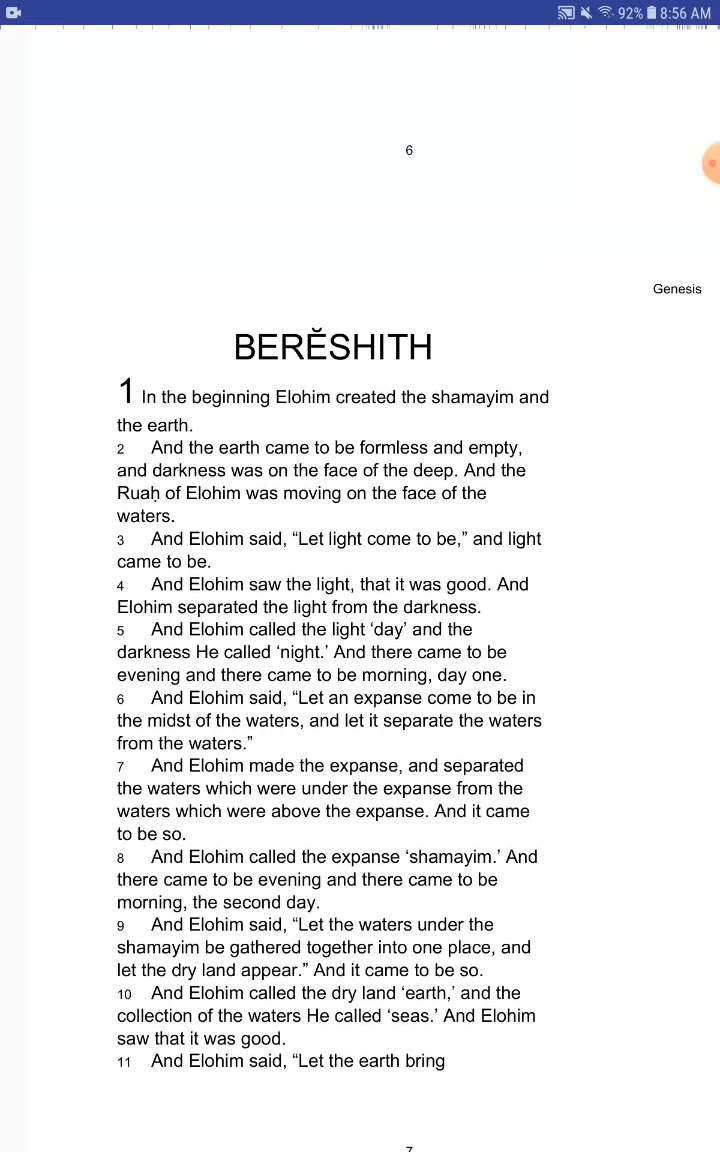 92% 8:56 AM
6
Genesis
BERĔSHITH
1 In the beginning Elohim created the shamayim and
the earth.
2 And the earth came to be formless and empty,
and darkness was on the face of the deep. And the
Ruaḥ of Elohim was moving on the face of the
waters.
3 And Elohim said, “Let light come to be,” and light
came to be.
4 And Elohim saw the light, that it was good. And
Elohim separated the light from the darkness.
5 And Elohim called the light ‘day’ and the
darkness He called ‘night.’ And there came to be
evening and there came to be morning, day one.
6 And Elohim said, “Let an expanse come to be in
the midst of the waters, and let it separate the waters
from the waters.”
7 And Elohim made the expanse, and separated
the waters which were under the expanse from the
waters which were above the expanse. And it came
to be so.
8 And Elohim called the expanse ‘shamayim.’ And
there came to be evening and there came to be
morning, the second day.
9 And Elohim said, “Let the waters under the
shamayim be gathered together into one place, and
let the dry land appear.” And it came to be so.
10 And Elohim called the dry land ‘earth,’ and the
collection of the waters He called ‘seas.’ And Elohim
saw that it was good.
11 And Elohim said, “Let the earth bring
7